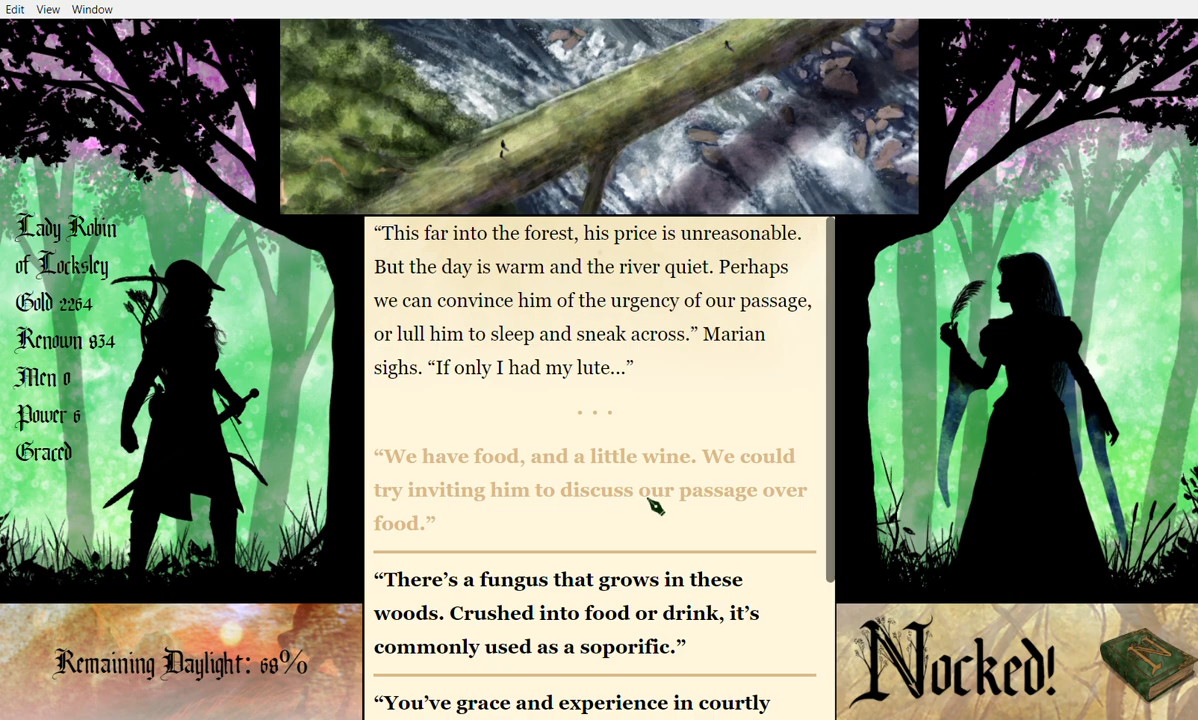 Edit View Window
Lady Robin
of Locksley
Gold 2264
Renown 834
Men 0
Power 6
Graced
“This far into the forest, his price is unreasonable.
But the day is warm and the river quiet. Perhaps
we can convince him of the urgency of our passage,
or lull him to sleep and sneak across.” Marian
sighs. “If only I had my lute...”
. . .
“We have food, and a little wine. We could
try inviting him to discuss our passage over
food.”
“There’s a fungus that grows in these
woods. Crushed into food or drink, it’s
commonly used as a soporific.”
“You’ve grace and experience in courtly
Remaining Daylight: 68%
Nocked!
N